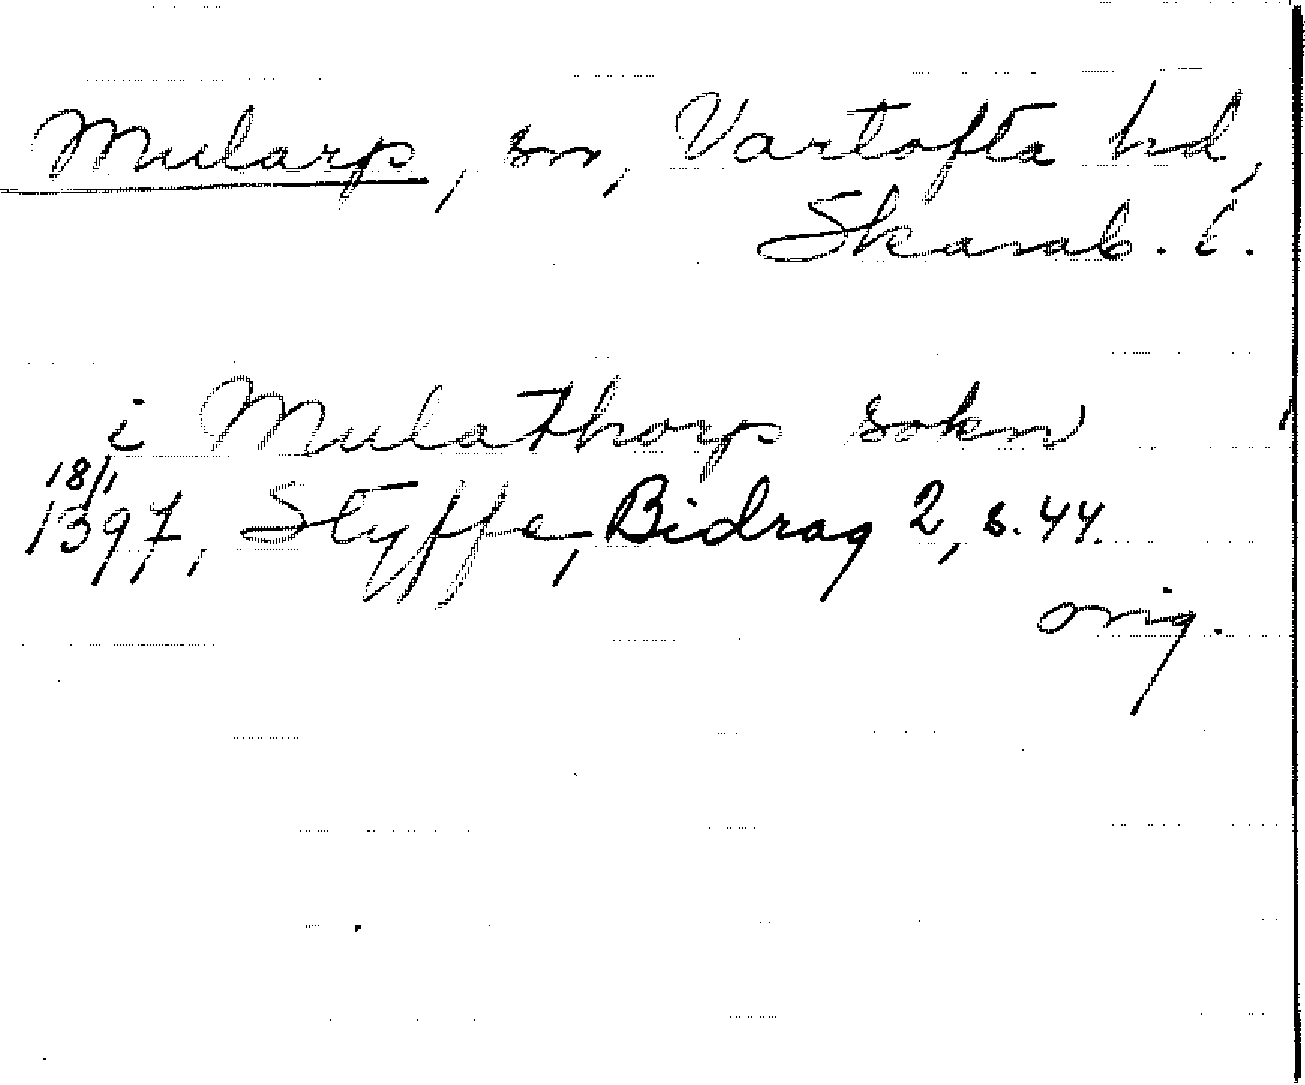 Mularp, sn, Vartofta hd,
Skarab. l.
i Mulathorp sokn
18/1
1397, Styffe, Bidrag 2, s. 44.
orig.